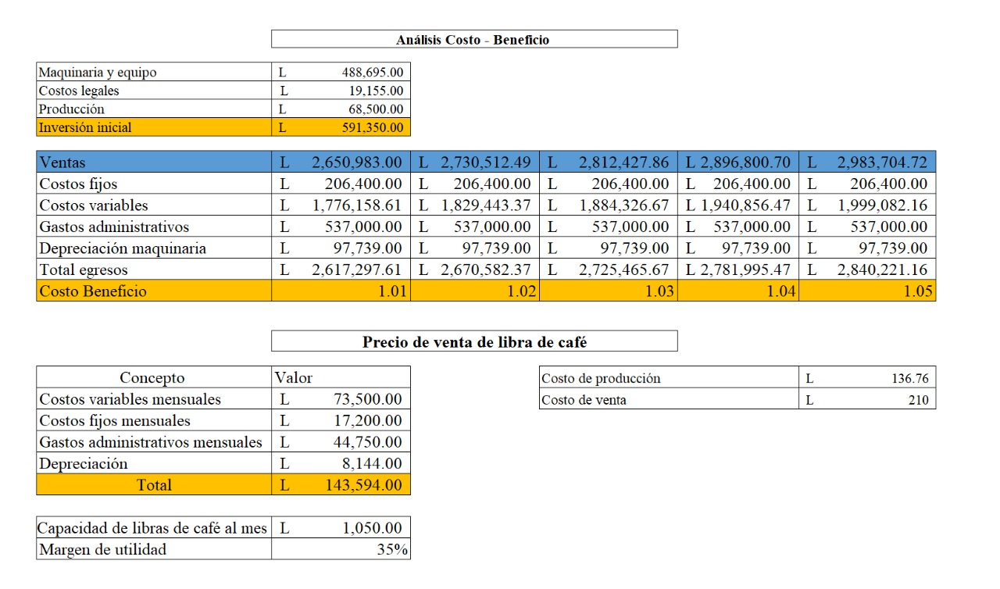 Análisis Costo - Beneficio
Maquinaria y equipo L 488,695.00
Costos legales L 19,155.00
Producción L 68,500.00
Inversión inicial L 591,350.00
Ventas L 2,650,983.00 L 2,730,512.49 L 2,812,427.86 L 2,896,800.70 L 2,983,704.72
Costos fijos L 206,400.00 L 206,400.00 L 206,400.00 L 206,400.00 L 206,400.00
Costos variables L 1,776,158.61 L 1,829,443.37 L 1,884,326.67 L 1,940,856.47 L 1,999,082.16
Gastos administrativos L 537,000.00 L 537,000.00 L 537,000.00 L 537,000.00 L 537,000.00
Depreciación maquinaria L 97,739.00 L 97,739.00 L 97,739.00 L 97,739.00 L 97,739.00
Total egresos L 2,617,297.61 L 2,670,582.37 L 2,725,465.67 L 2,781,995.47 L 2,840,221.16
Costo Beneficio 1.01 1.02 1.03 1.04 1.05
Precio de venta de libra de café
Concepto Valor
Costos variables mensuales L 73,500.00
Costos fijos mensuales L 17,200.00
Gastos administrativos mensuales L 44,750.00
Depreciación L 8,144.00
Total L 143,594.00
Costo de producción L 136.76
Costo de venta L 210
Capacidad de libras de café al mes L 1,050.00
Margen de utilidad 35%